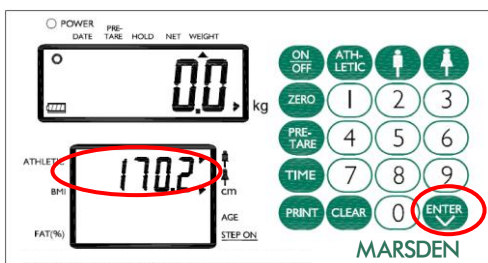 POWER
DATE PRE-TARE HOLD NET WEIGHT
0.0 kg
ATHLETIC
170.2
cm
BMI
AGE
FAT(%)
STEP ON
ON/OFF ATH-LETIC
ZERO 1 2 3
PRE-TARE 4 5 6
TIME 7 8 9
PRINT CLEAR 0 ENTER
MARSDEN